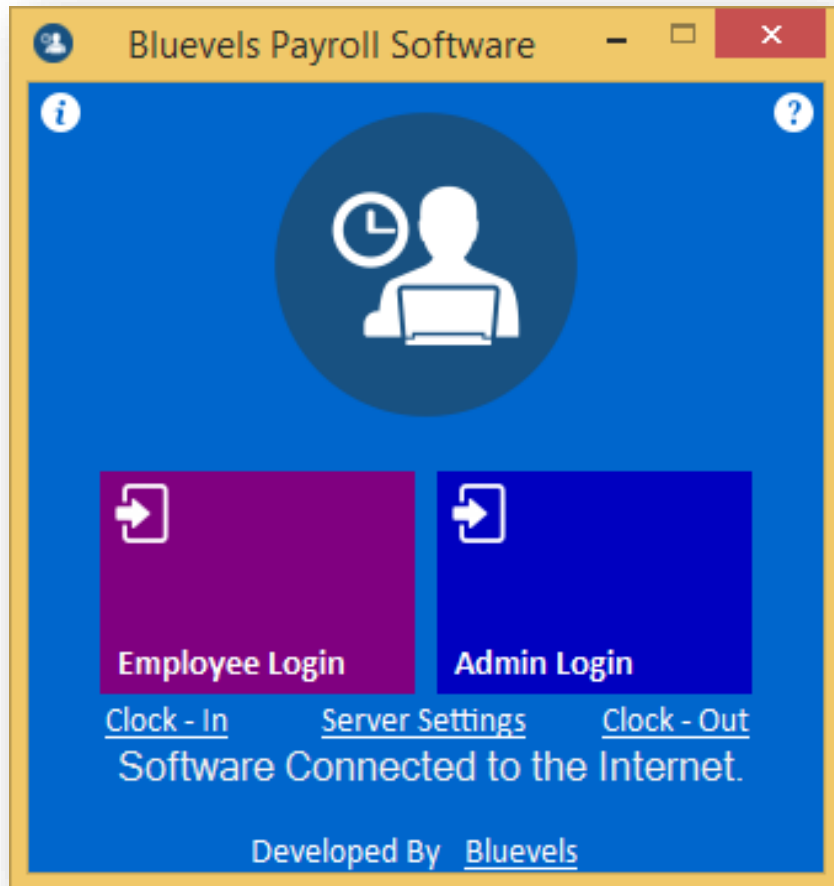 Bluevels Payroll Software
i
?
Employee Login
Admin Login
Clock - In
Server Settings
Clock - Out
Software Connected to the Internet.
Developed By Bluevels